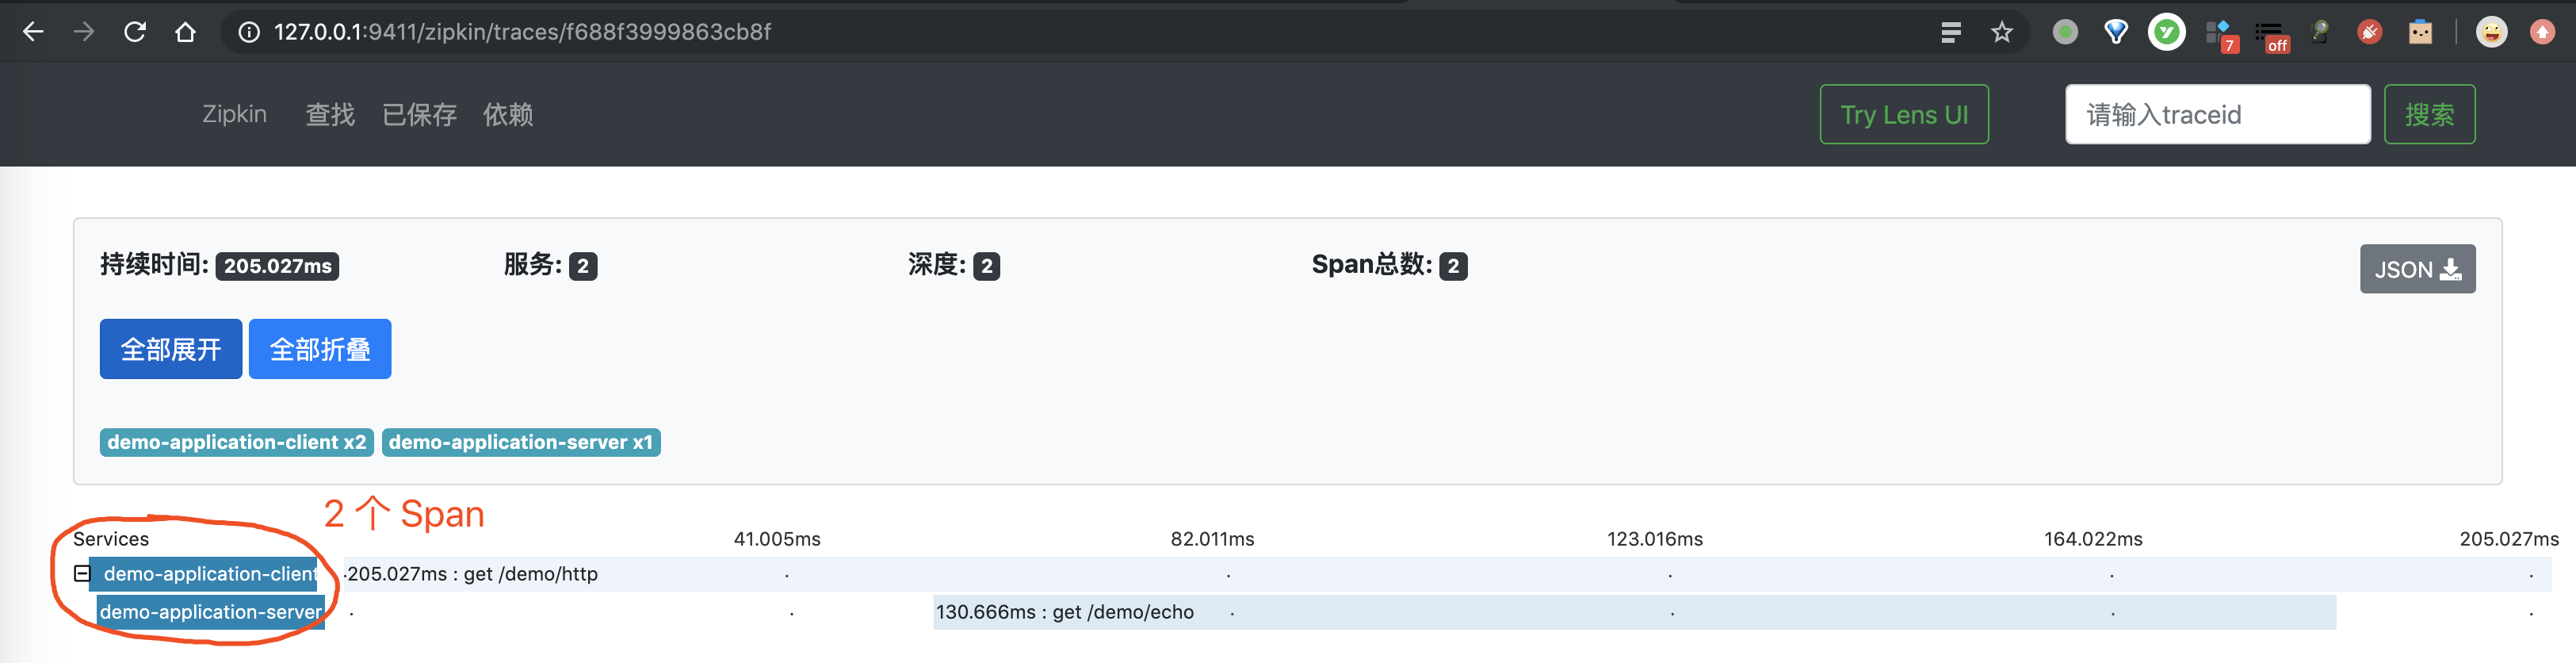 127.0.0.1:9411/zipkin/traces/f688f3999863cb8f
7
off
Zipkin 查找 已保存 依赖 Try Lens UI 请输入traceid 搜索
持续时间: 205.027ms 服务: 2 深度: 2 Span总数: 2 JSON
全部展开 全部折叠
demo-application-client x2 demo-application-server x1
2 个 Span
Services 41.005ms 82.011ms 123.016ms 164.022ms 205.027ms
demo-application-client 205.027ms : get /demo/http
demo-application-server 130.666ms : get /demo/echo